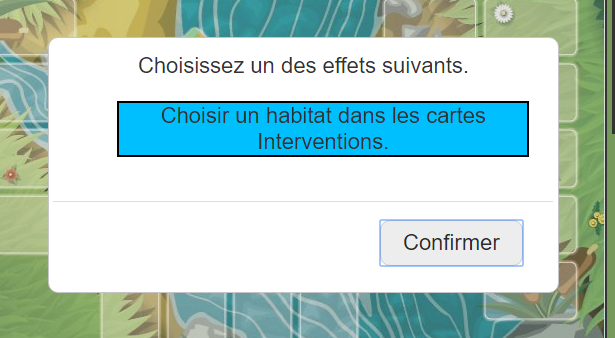 Choisissez un des effets suivants.
Choisir un habitat dans les cartes
Interventions.
Confirmer